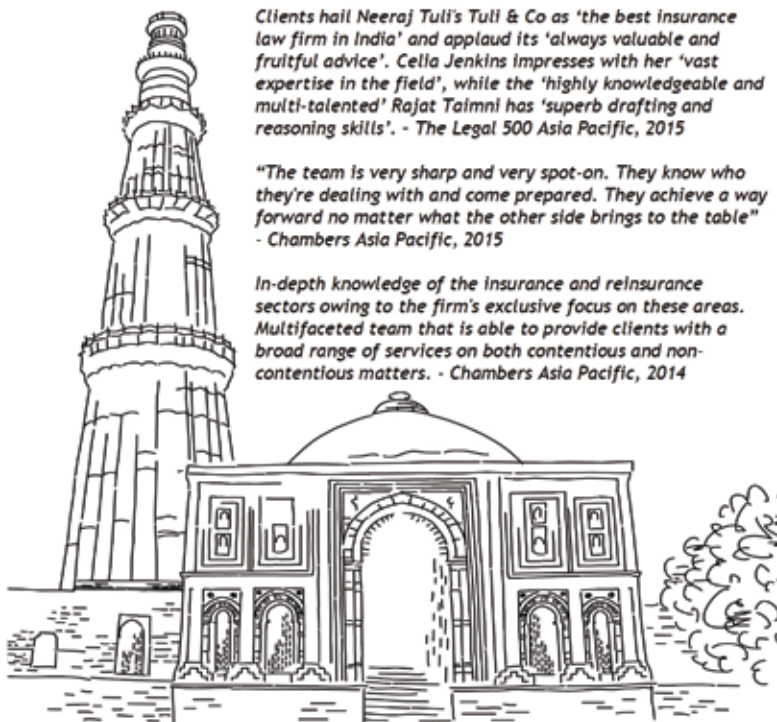 Clients hail Neeraj Tuli's Tuli & Co as ‘the best insurance
law firm in India’ and applaud its ‘always valuable and
fruitful advice’. Celia Jenkins impresses with her ‘vast
expertise in the field’, while the ‘highly knowledgeable and
multi-talented’ Rajat Taimni has ‘superb drafting and
reasoning skills’. - The Legal 500 Asia Pacific, 2015
“The team is very sharp and very spot-on. They know who
they're dealing with and come prepared. They achieve a way
forward no matter what the other side brings to the table”
- Chambers Asia Pacific, 2015
In-depth knowledge of the insurance and reinsurance
sectors owing to the firm's exclusive focus on these areas.
Multifaceted team that is able to provide clients with a
broad range of services on both contentious and non-
contentious matters. - Chambers Asia Pacific, 2014